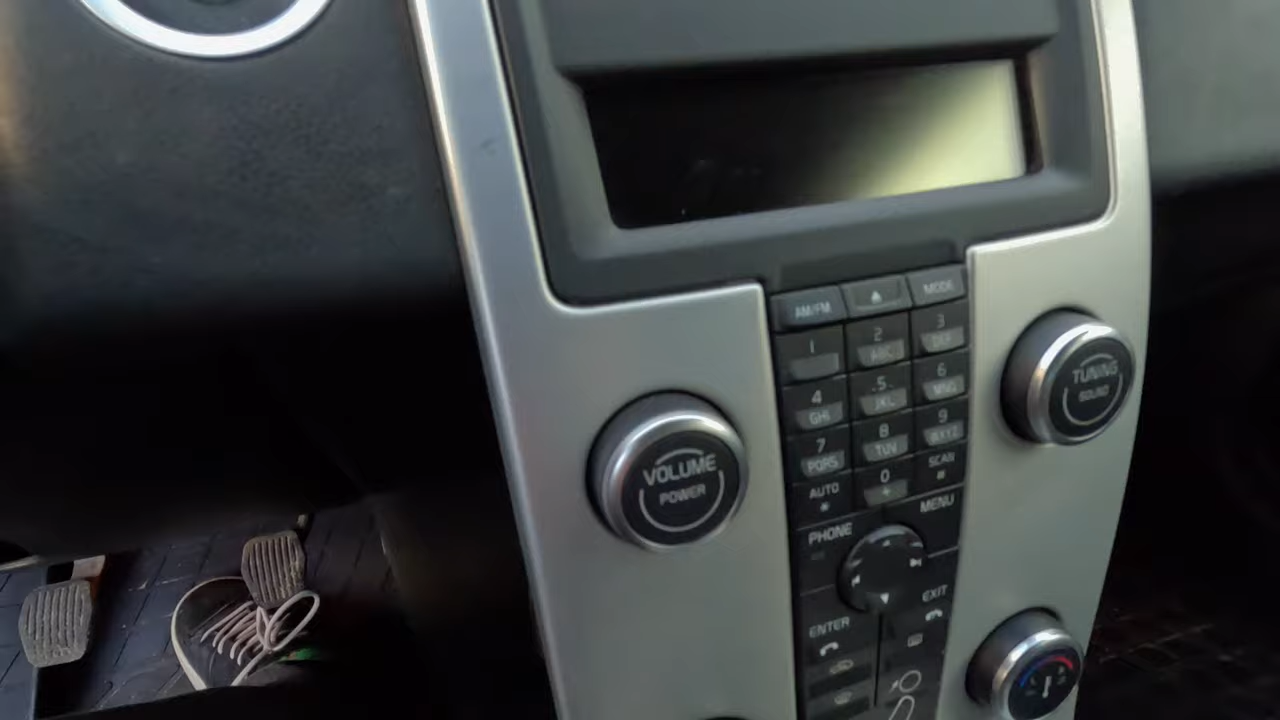 AM/FM
MODE
1
2
ABC
3
DEF
4
GHI
5
JKL
6
MNO
7
PQRS
8
TUV
9
WXYZ
AUTO
0
+
SCAN
PHONE
MENU
ENTER
EXIT
VOLUME
POWER
TUNING
SOUND